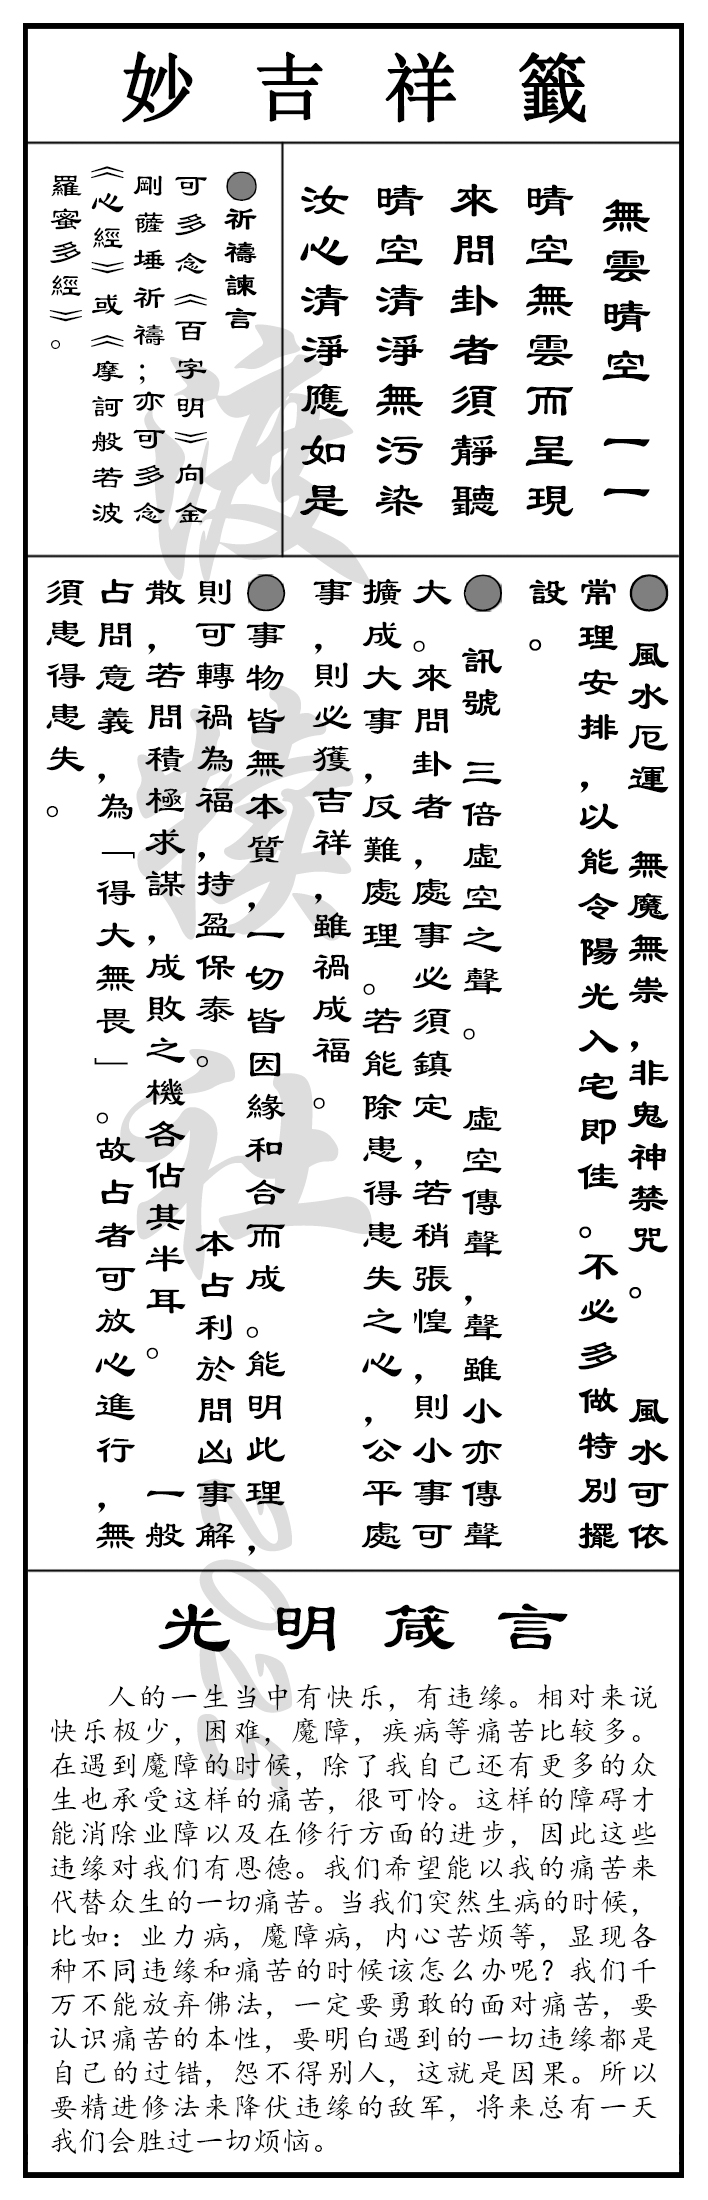 妙吉祥籤
無雲晴空 一一
晴空無雲而呈現
來問卦者須靜聽
晴空清淨無污染
汝心清淨應如是
●祈禱諫言
可多念《百字明》向金
剛薩埵祈禱；亦可多念
《心經》或《摩訶般若波
羅蜜多經》。
● 風水厄運 無魔無祟，非鬼神禁咒。 風水可依
常理安排，以能令陽光入宅即佳。不必多做特別擺
設。
● 訊號 三倍虛空之聲。 虛空傳聲，聲雖小亦傳聲
大。來問卦者，處事必須鎮定，若稍張惶，則小事可
擴成大事，反難處理。若能除患得患失之心，公平處
事，則必獲吉祥，雖禍成福。
●事物皆無本質，一切皆因緣和合而成。能明此理，
則可轉禍為福，持盈保泰。 本占利於問凶事解
散，若問積極求謀，成敗之機各佔其半耳。 一般
占問意義，為「得大無畏」。故占者可放心進行，無
須患得患失。
光明箴言
人的一生当中有快乐，有违缘。相对来说
快乐极少，困难，魔障，疾病等痛苦比较多。
在遇到魔障的时候，除了我自己还有更多的众
生也承受这样的痛苦，很可怜。这样的障碍才
能消除业障以及在修行方面的进步，因此这些
违缘对我们有恩德。我们希望能以我的痛苦来
代替众生的一切痛苦。当我们突然生病的时候，
比如：业力病，魔障病，内心苦烦等，显现各
种不同违缘和痛苦的时候该怎么办呢？我们千
万不能放弃佛法，一定要勇敢的面对痛苦，要
认识痛苦的本性，要明白遇到的一切违缘都是
自己的过错，怨不得别人，这就是因果。所以
要精进修法来降伏违缘的敌军，将来总有一天
我们会胜过一切烦恼。
渡犊社2025